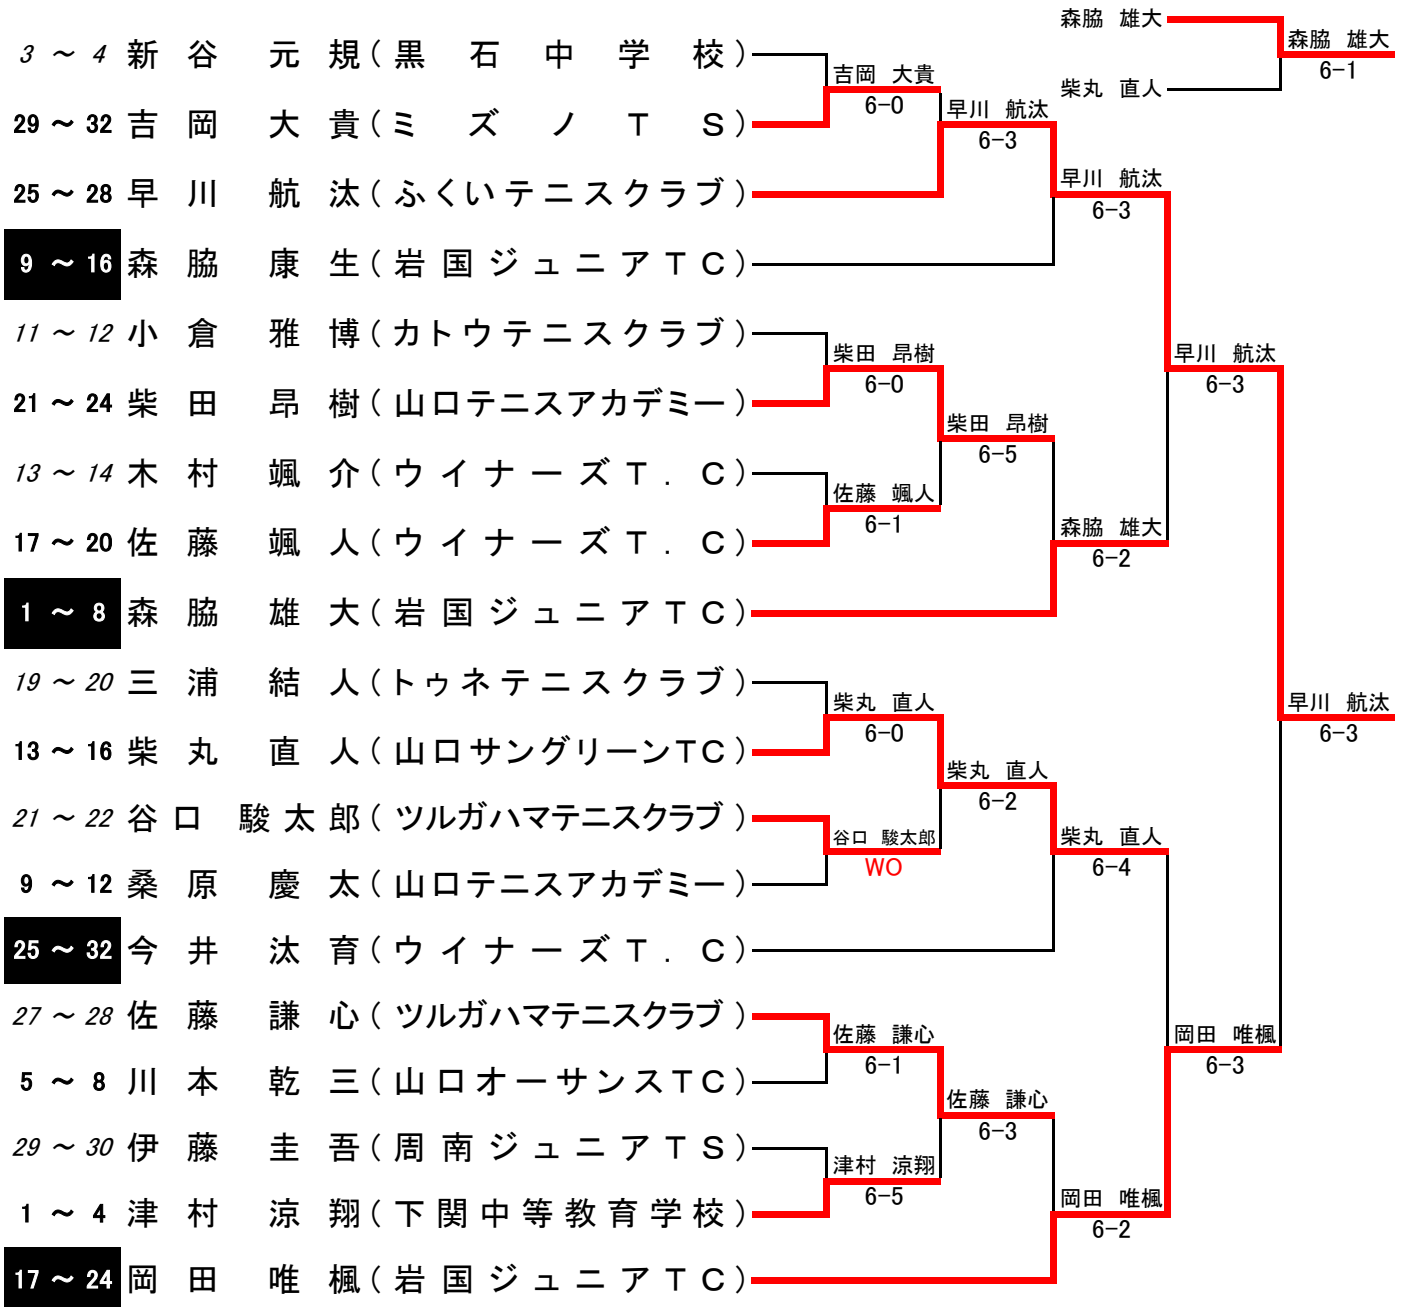 森脇 雄大
森脇 雄大
6-1
柴丸 直人
3 ～ 4 新谷 元規(黒石中学校)
吉岡 大貴
6-0
29 ～ 32 吉岡 大貴(ミズノTS)
早川 航汰
6-3
25 ～ 28 早川 航汰(ふくいテニスクラブ)
早川 航汰
6-3
9 ～ 16 森脇 康生(岩国ジュニアTC)
11 ～ 12 小倉 雅博(カトウテニスクラブ)
柴田 昂樹
6-0
早川 航汰
6-3
21 ～ 24 柴田 昂樹(山口テニスアカデミー)
柴田 昂樹
6-5
13 ～ 14 木村 颯介(ウイナーズT.C)
佐藤 颯人
6-1
17 ～ 20 佐藤 颯人(ウイナーズT.C)
森脇 雄大
6-2
1 ～ 8 森脇 雄大(岩国ジュニアTC)
19 ～ 20 三浦 結人(トゥネテニスクラブ)
柴丸 直人
6-0
早川 航汰
6-3
13 ～ 16 柴丸 直人(山口サングリーンTC)
柴丸 直人
6-2
21 ～ 22 谷口 駿太郎(ツルガハマテニスクラブ)
谷口 駿太郎
WO
柴丸 直人
6-4
9 ～ 12 桑原 慶太(山口テニスアカデミー)
25 ～ 32 今井 汰育(ウイナーズT.C)
27 ～ 28 佐藤 謙心(ツルガハマテニスクラブ)
佐藤 謙心
6-1
岡田 唯楓
6-3
5 ～ 8 川本 乾三(山口オーサンスTC)
佐藤 謙心
6-3
29 ～ 30 伊藤 圭吾(周南ジュニアTS)
津村 涼翔
6-5
1 ～ 4 津村 涼翔(下関中等教育学校)
岡田 唯楓
6-2
17 ～ 24 岡田 唯楓(岩国ジュニアTC)